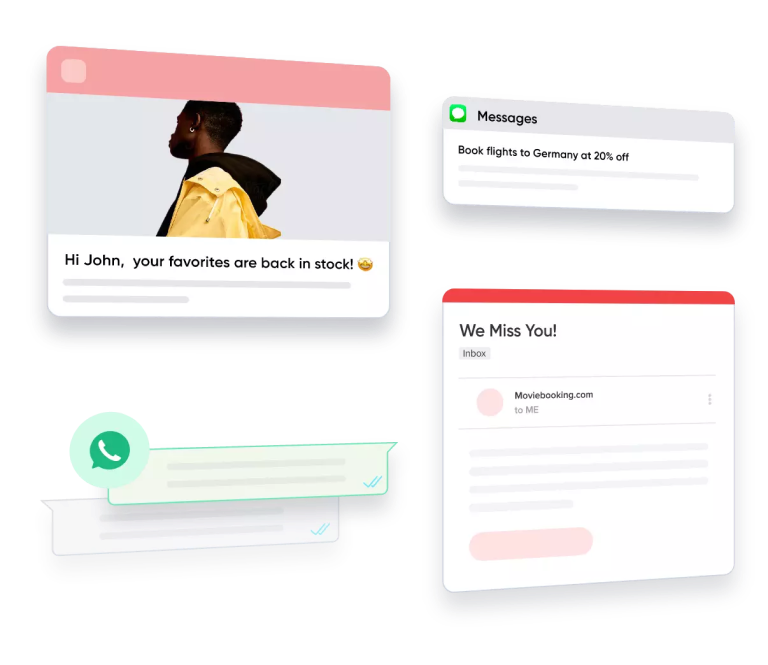 Messages
Book flights to Germany at 20% off
Hi John, your favorites are back in stock! 🤩
We Miss You!
Inbox
Moviebooking.com
to ME